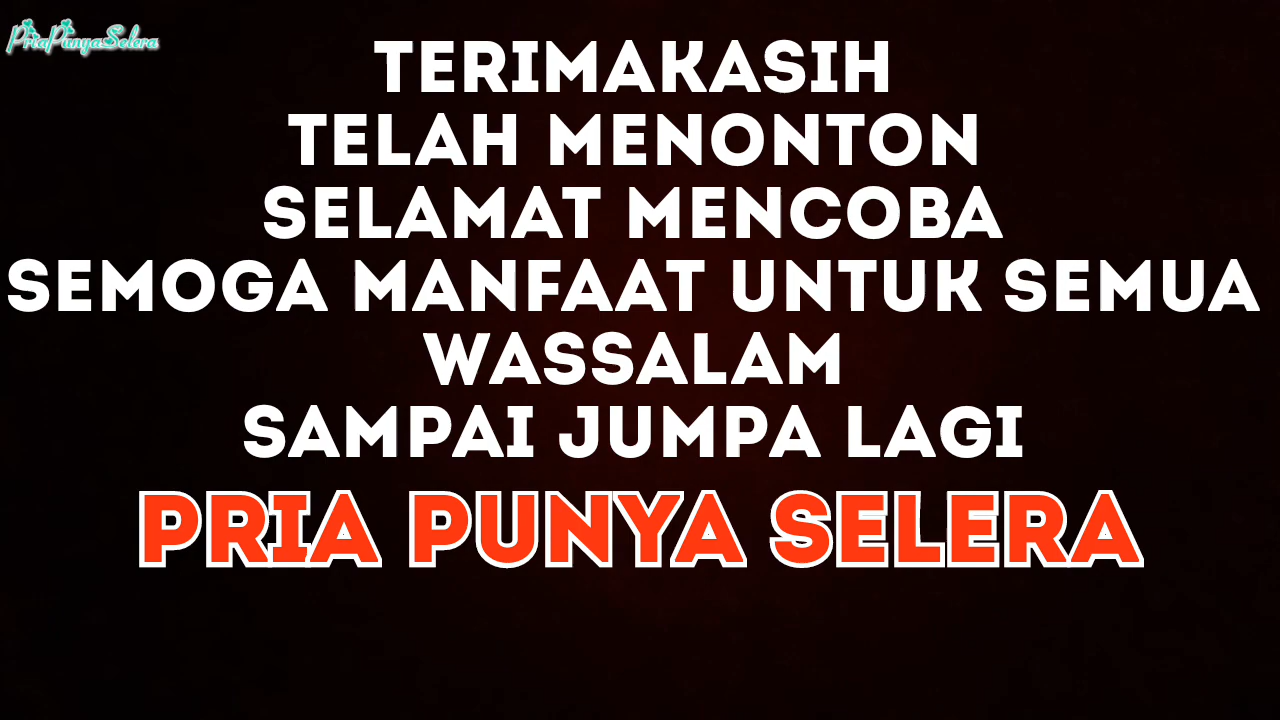 PriaPunyaSelera
TERIMAKASIH
TELAH MENONTON
SELAMAT MENCOBA
SEMOGA MANFAAT UNTUK SEMUA
WASSALAM
SAMPAI JUMPA LAGI
PRIA PUNYA SELERA